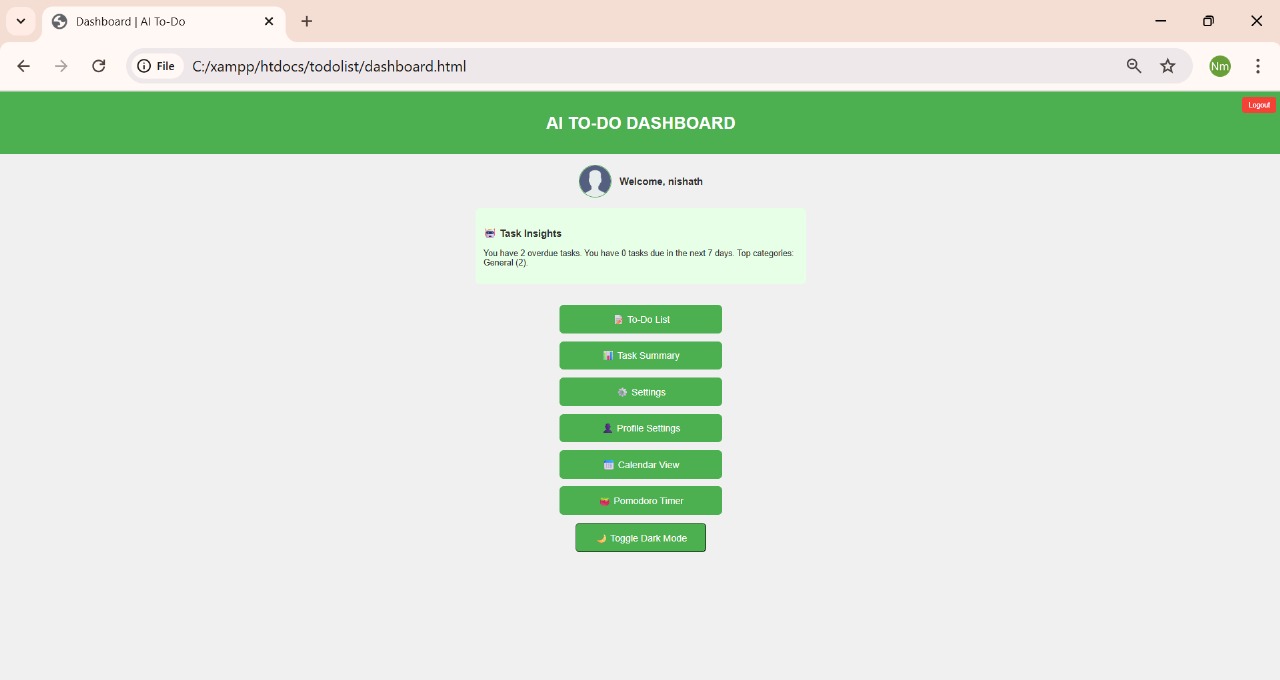 Dashboard | AI To-Do
File C:/xampp/htdocs/todolist/dashboard.html
Nm
Logout
AI TO-DO DASHBOARD
Welcome, nishath
Task Insights
You have 2 overdue tasks. You have 0 tasks due in the next 7 days. Top categories:
General (2).
To-Do List
Task Summary
Settings
Profile Settings
Calendar View
Pomodoro Timer
Toggle Dark Mode